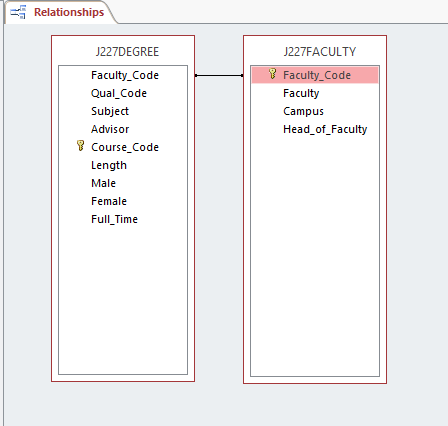 Relationships
J227DEGREE
Faculty_Code
Qual_Code
Subject
Advisor
Course_Code
Length
Male
Female
Full_Time
J227FACULTY
Faculty_Code
Faculty
Campus
Head_of_Faculty